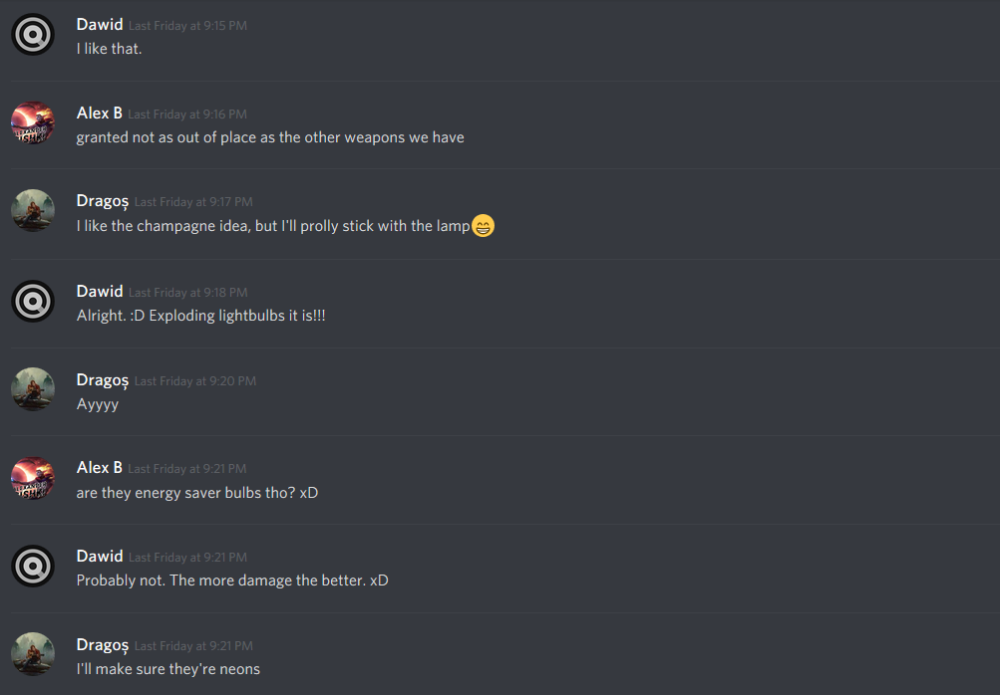 Dawid Last Friday at 9:15 PM
I like that.
Alex B Last Friday at 9:16 PM
granted not as out of place as the other weapons we have
Dragoș Last Friday at 9:17 PM
I like the champagne idea, but I'll prolly stick with the lamp😄
Dawid Last Friday at 9:18 PM
Alright. :D Exploding lightbulbs it is!!!
Dragoș Last Friday at 9:20 PM
Ayyyy
Alex B Last Friday at 9:21 PM
are they energy saver bulbs tho? xD
Dawid Last Friday at 9:21 PM
Probably not. The more damage the better. xD
Dragoș Last Friday at 9:21 PM
I'll make sure they're neons